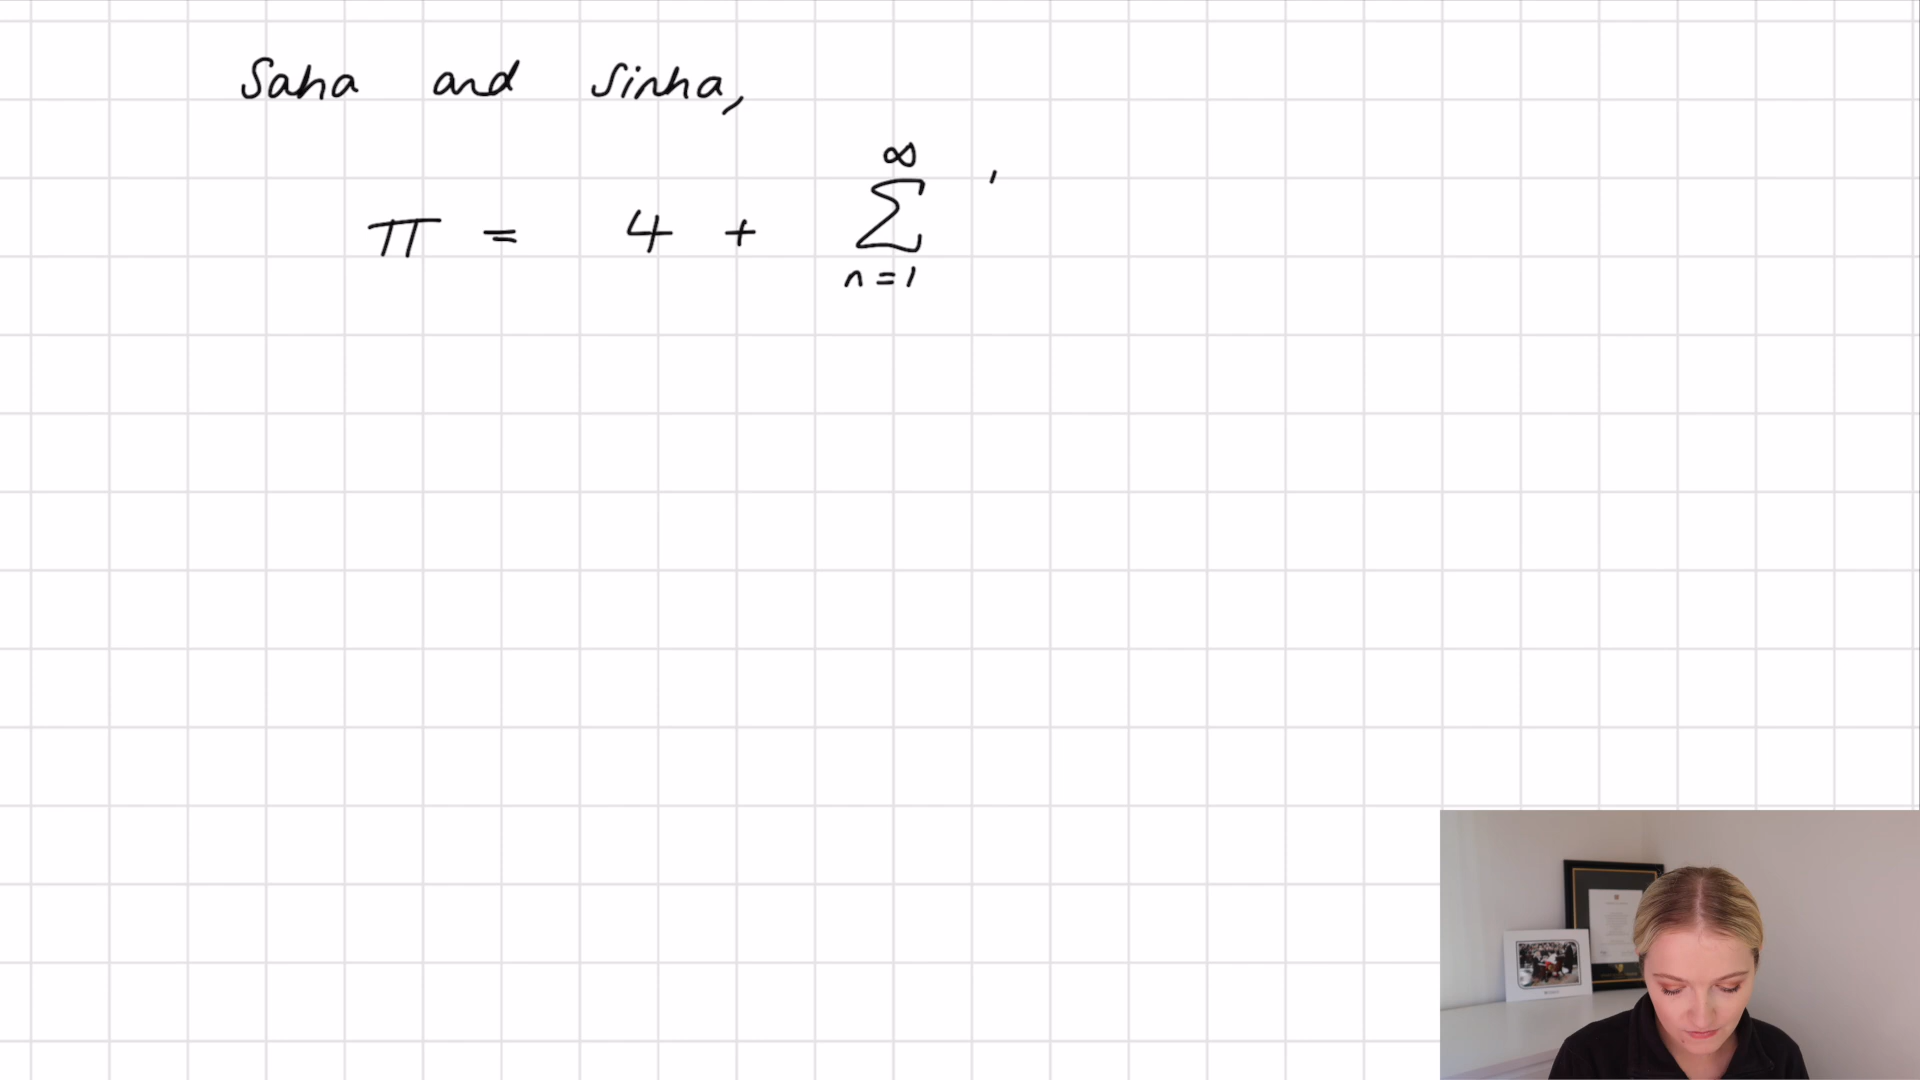 Saha and Sinha,
π = 4 + ∞ Σ n=1